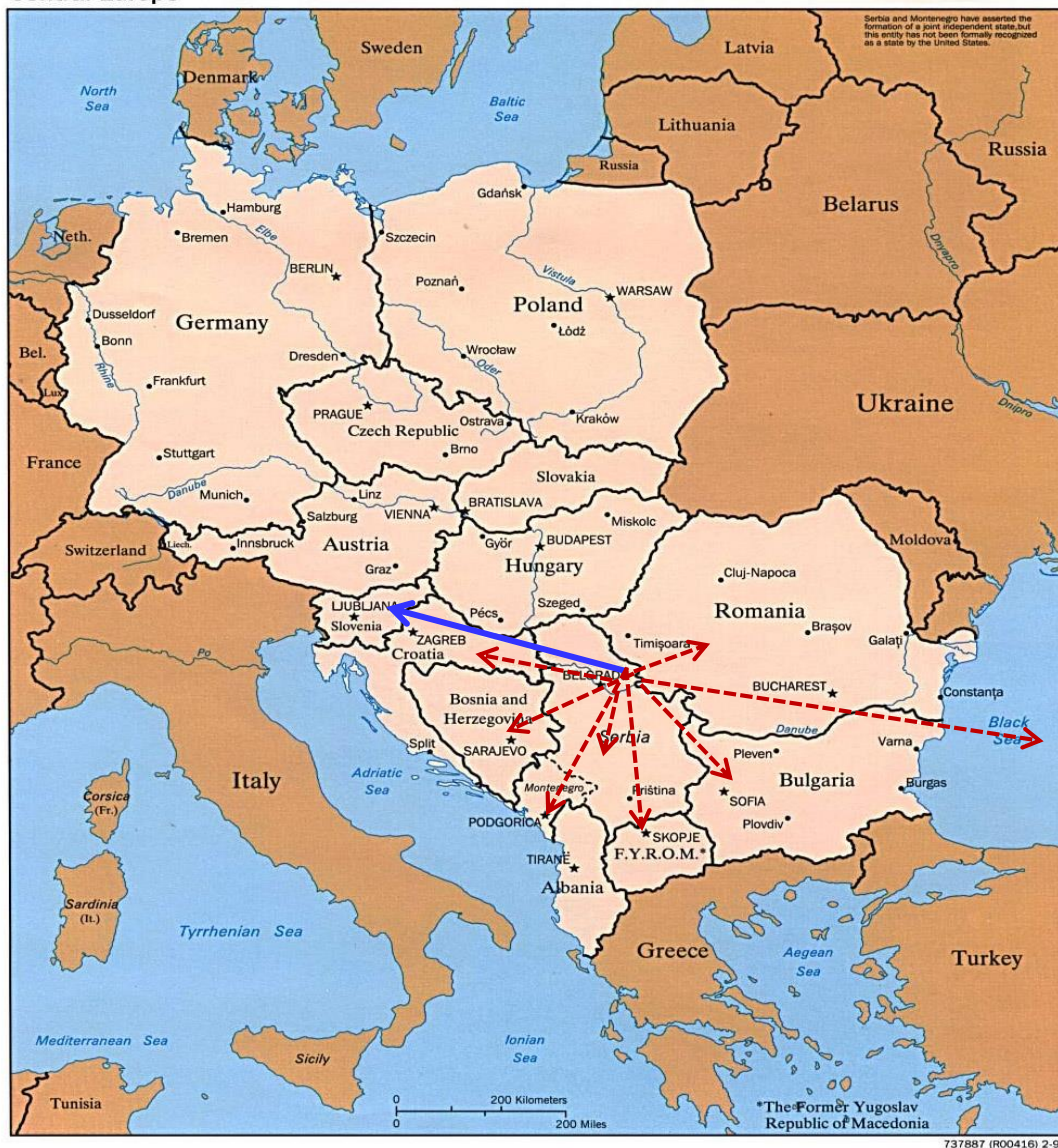 Serbia and Montenegro have asserted the
formation of a joint independent state,but
this entity has not been formally recognized
as a state by the United States.
Sweden
Latvia
Denmark
North
Sea
Baltic
Sea
Lithuania
Russia
Russia
Gdańsk
Belarus
Hamburg
Neth.
Bremen
Elbe
Szczecin
Dnyapro
BERLIN
Poznań
Vistula
WARSAW
Poland
Dusseldorf
Germany
Łódź
Bonn
Bel.
Rhine
Dresden
Wrocław
Oder
Lux.
Frankfurt
Ukraine
Dnipro
PRAGUE
Czech Republic
Ostrava
Kraków
Brno
France
Stuttgart
Slovakia
Danube
Munich
Linz
VIENNA
BRATISLAVA
Salzburg
Miskolc
Switzerland
Liech.
Innsbruck
Austria
Györ
BUDAPEST
Moldova
Hungary
Graz
Cluj-Napoca
LJUBLJANA
Slovenia
Pécs
Szeged
Romania
ZAGREB
Croatia
Timişoara
Braşov
Galaţi
Po
BELGRADE
BUCHAREST
Constanţa
Bosnia and
Herzegovina
Serbia
Danube
Black
Sea
Split
SARAJEVO
Pleven
Varna
Italy
Adriatic
Sea
Bulgaria
Montenegro
Priština
SOFIA
Burgas
Corsica
(Fr.)
PODGORICA
Plovdiv
SKOPJE
F.Y.R.O.M.*
TIRANË
Albania
Sardinia
(It.)
Tyrrhenian Sea
Greece
Aegean
Sea
Turkey
Mediterranean Sea
Ionian
Sea
Sicily
Tunisia
0 200 Kilometers
0 200 Miles
*The Former Yugoslav
Republic of Macedonia